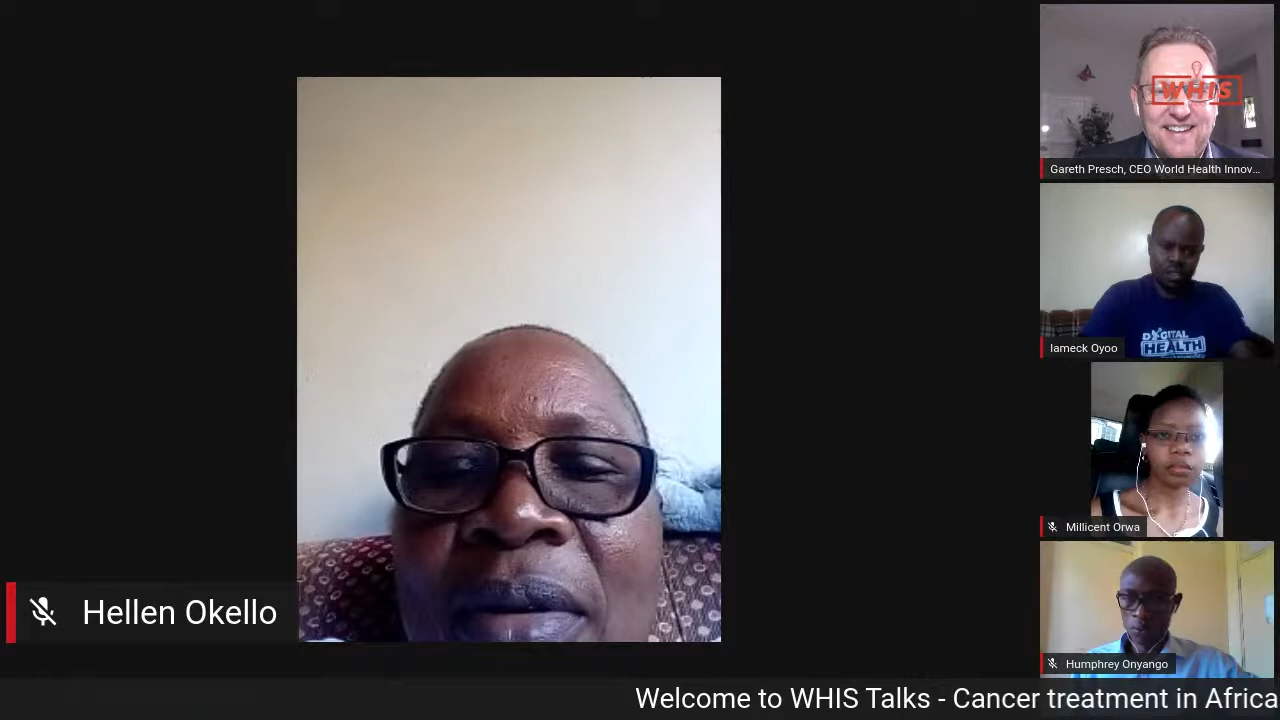 WHIS
Gareth Presch, CEO World Health Innov...
DIGITAL
HEALTH
Iameck Oyoo
Millicent Orwa
Hellen Okello
Humphrey Onyango
Welcome to WHIS Talks - Cancer treatment in Africa